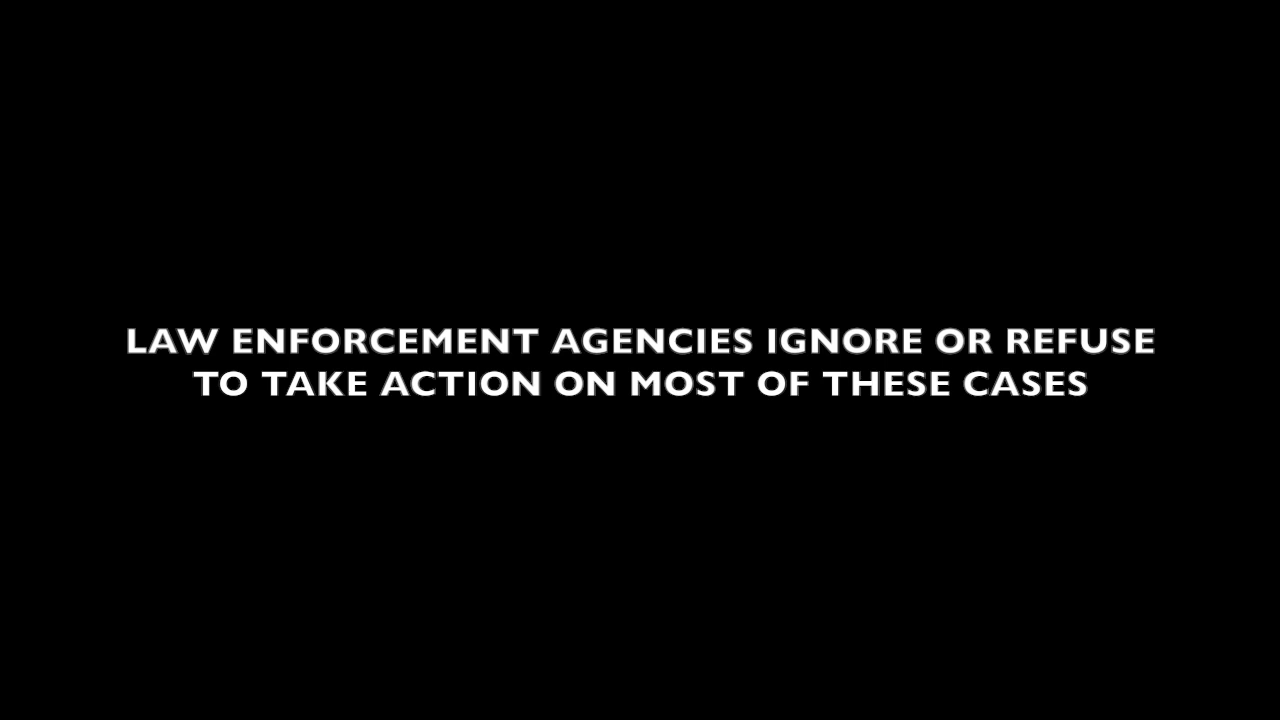 LAW ENFORCEMENT AGENCIES IGNORE OR REFUSE
TO TAKE ACTION ON MOST OF THESE CASES